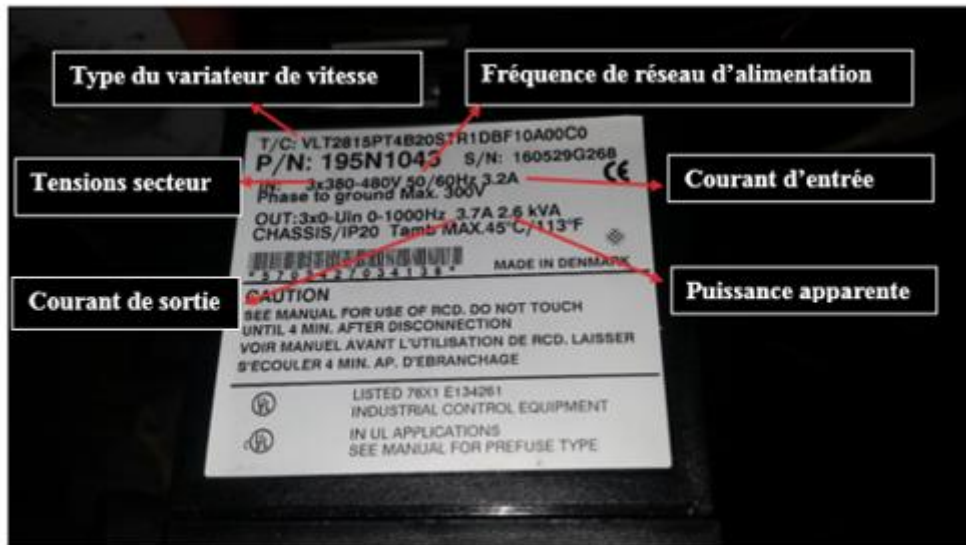 Type du variateur de vitesse
Fréquence de réseau d'alimentation
T/C: VLT2815PT4B20STR1DBF10A00C0
P/N: 195N1043 S/N: 160529G268
Tensions secteur
IN: 3x380-480V 50/60Hz 3.2A
CE
Courant d'entrée
Phase to ground Max. 300V
OUT:3x0-Uin 0-1000Hz 3.7A 2.6 kVA
CHASSIS/IP20 Tamb MAX.45°C/113°F
*5703427034138*
MADE IN DENMARK
Courant de sortie
Puissance apparente
CAUTION
SEE MANUAL FOR USE OF RCD. DO NOT TOUCH
UNTIL 4 MIN. AFTER DISCONNECTION
VOIR MANUEL AVANT L'UTILISATION DE RCD. LAISSER
S'ECOULER 4 MIN. AP. D'EBRANCHAGE
UL
LISTED 76X1 E134261
INDUSTRIAL CONTROL EQUIPMENT
c UL
IN UL APPLICATIONS
SEE MANUAL FOR PREFUSE TYPE